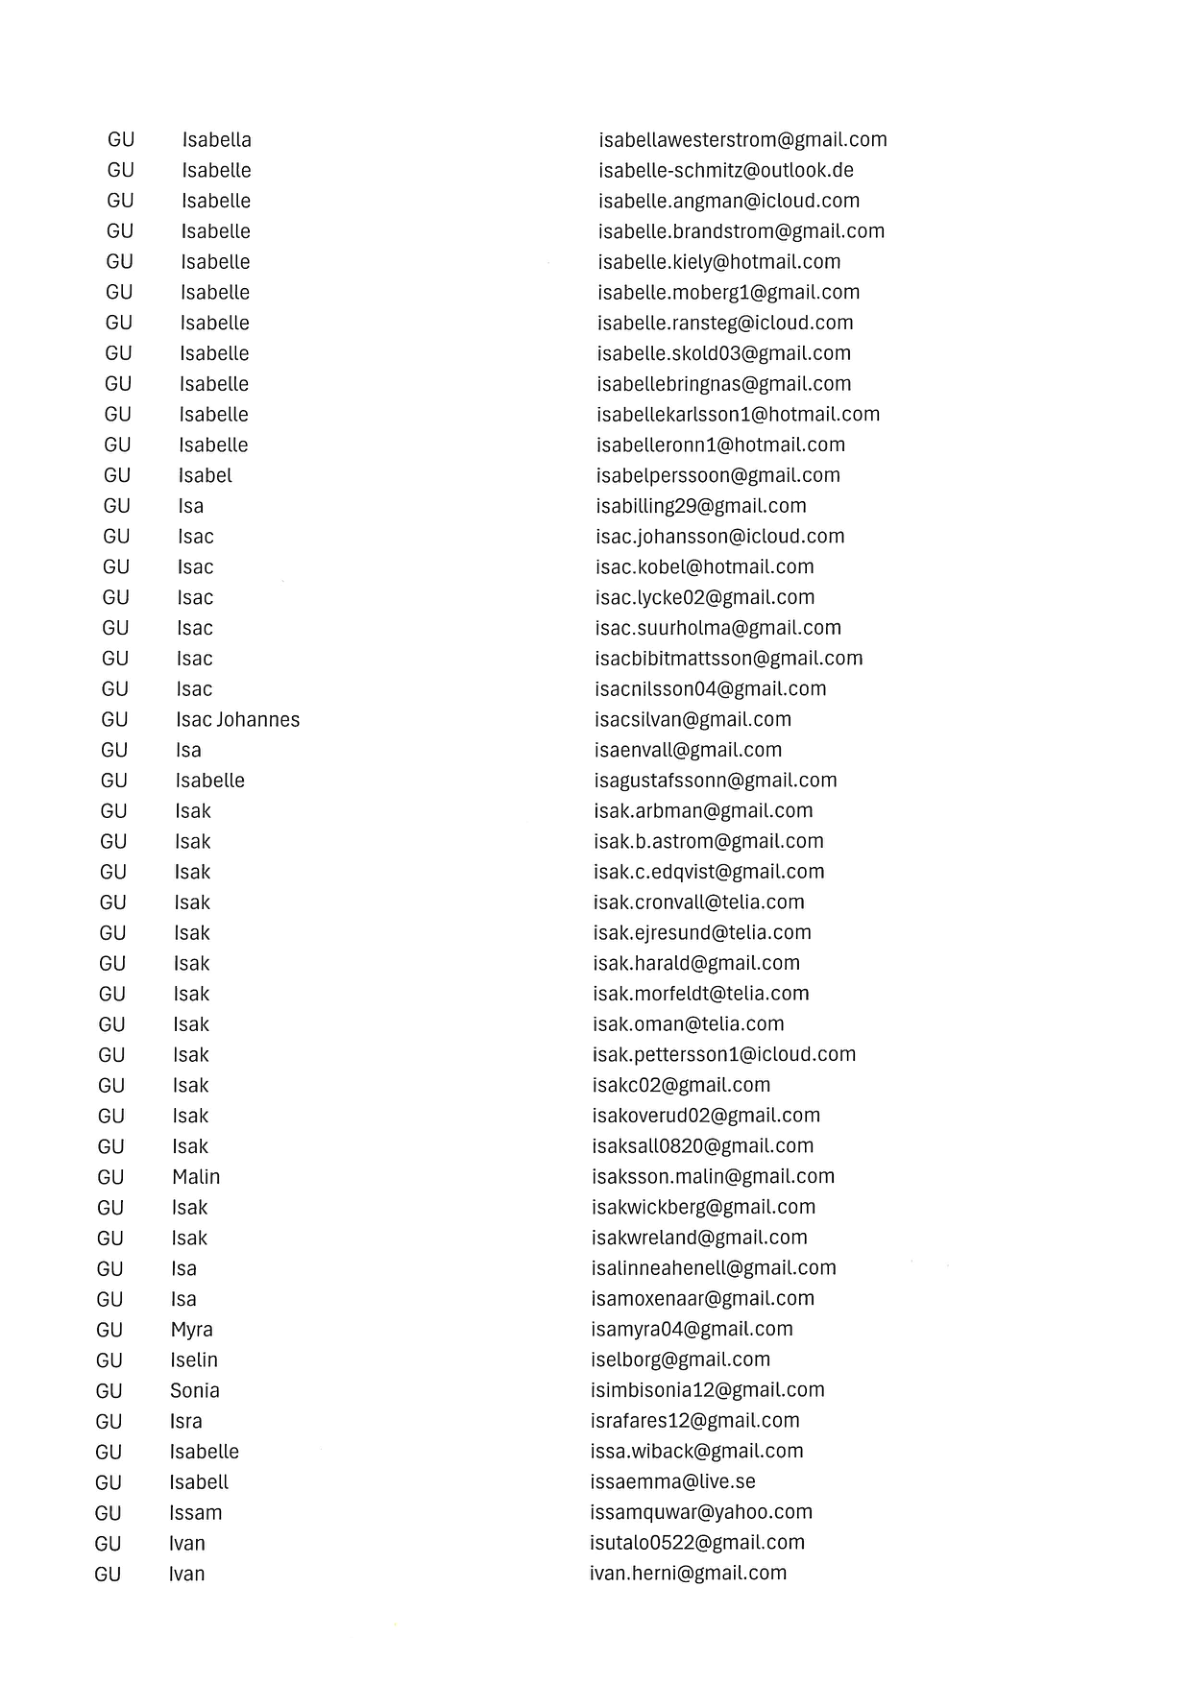 GU Isabella isabellawesterstrom@gmail.com
GU Isabelle isabelle-schmitz@outlook.de
GU Isabelle isabelle.angman@icloud.com
GU Isabelle isabelle.brandstrom@gmail.com
GU Isabelle isabelle.kiely@hotmail.com
GU Isabelle isabelle.moberg1@gmail.com
GU Isabelle isabelle.ransteg@icloud.com
GU Isabelle isabelle.skold03@gmail.com
GU Isabelle isabellebringnas@gmail.com
GU Isabelle isabellekarlsson1@hotmail.com
GU Isabelle isabelleronn1@hotmail.com
GU Isabel isabelperssoon@gmail.com
GU Isa isabilling29@gmail.com
GU Isac isac.johansson@icloud.com
GU Isac isac.kobel@hotmail.com
GU Isac isac.lycke02@gmail.com
GU Isac isac.suurholma@gmail.com
GU Isac isacbibitmattsson@gmail.com
GU Isac isacnilsson04@gmail.com
GU Isac Johannes isacsilvan@gmail.com
GU Isa isaenvall@gmail.com
GU Isabelle isagustafssonn@gmail.com
GU Isak isak.arbman@gmail.com
GU Isak isak.b.astrom@gmail.com
GU Isak isak.c.edqvist@gmail.com
GU Isak isak.cronvall@telia.com
GU Isak isak.ejresund@telia.com
GU Isak isak.harald@gmail.com
GU Isak isak.morfeldt@telia.com
GU Isak isak.oman@telia.com
GU Isak isak.pettersson1@icloud.com
GU Isak isakc02@gmail.com
GU Isak isakoverud02@gmail.com
GU Isak isaksall0820@gmail.com
GU Malin isaksson.malin@gmail.com
GU Isak isakwickberg@gmail.com
GU Isak isakwreland@gmail.com
GU Isa isalinneahenell@gmail.com
GU Isa isamoxenaar@gmail.com
GU Myra isamyra04@gmail.com
GU Iselin iselborg@gmail.com
GU Sonia isimbisonia12@gmail.com
GU Isra israfares12@gmail.com
GU Isabelle issa.wiback@gmail.com
GU Isabell issaemma@live.se
GU Issam issamquwar@yahoo.com
GU Ivan isutalo0522@gmail.com
GU Ivan ivan.herni@gmail.com